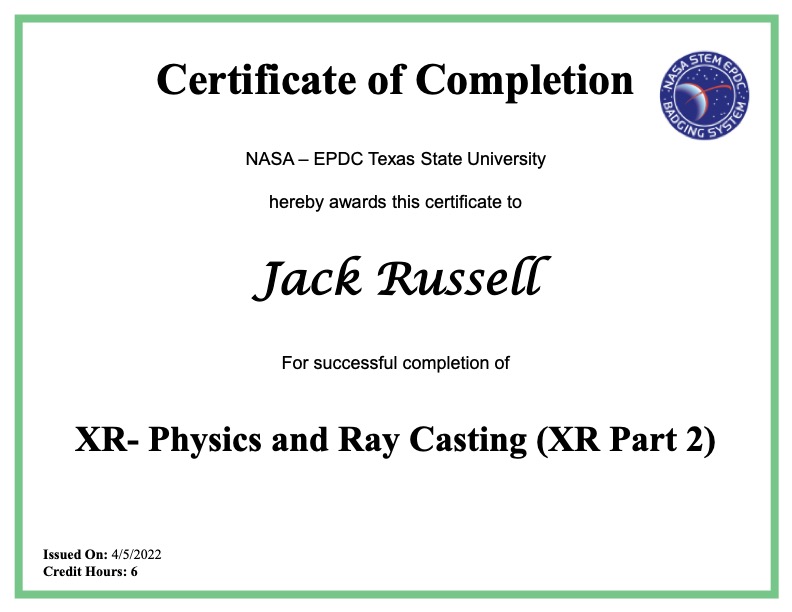 Certificate of Completion
NASA STEM EPDC
BADGING SYSTEM
NASA – EPDC Texas State University
hereby awards this certificate to
Jack Russell
For successful completion of
XR- Physics and Ray Casting (XR Part 2)
Issued On: 4/5/2022
Credit Hours: 6